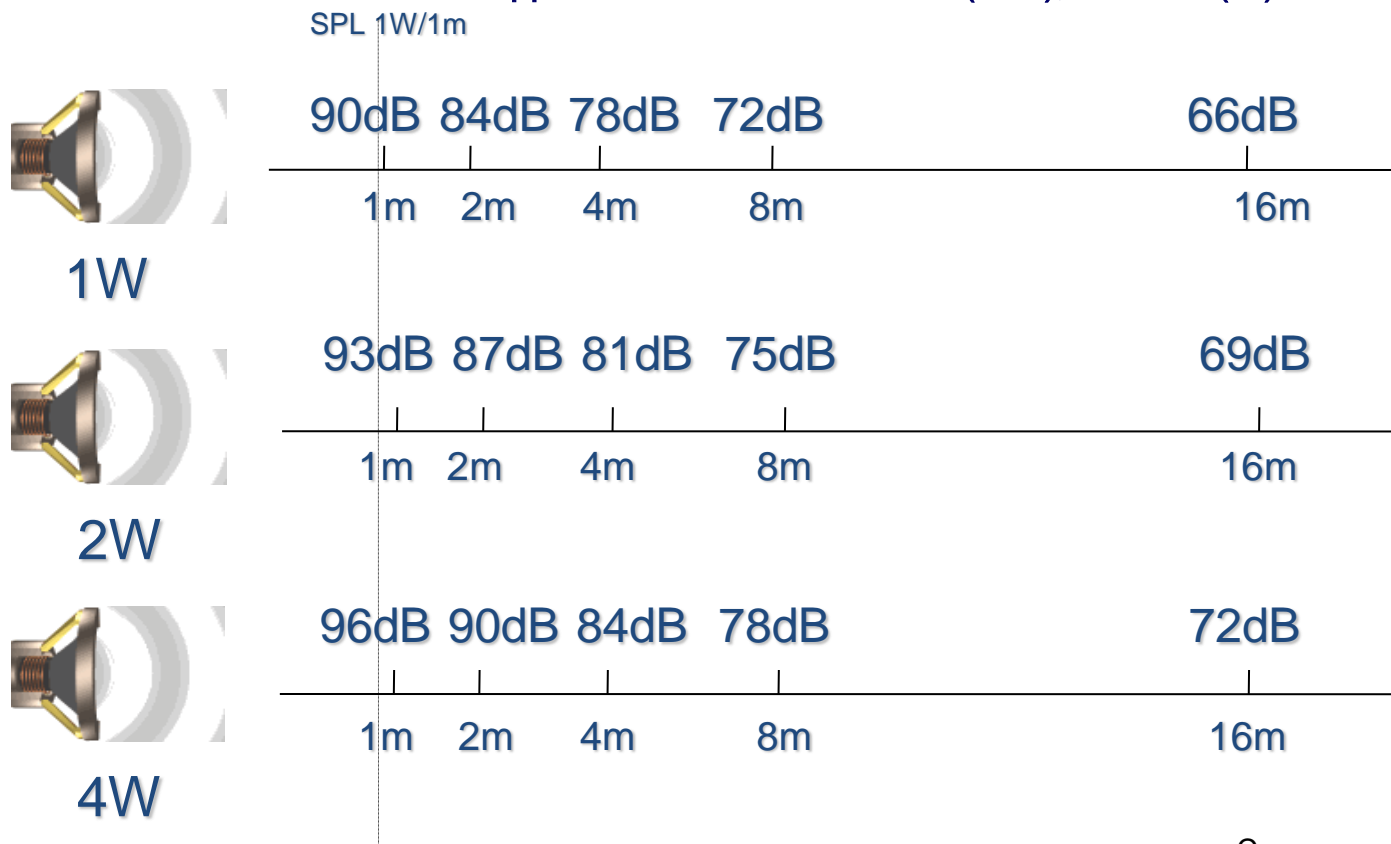 SPL 1W/1m
90dB 84dB 78dB 72dB 66dB
1m 2m 4m 8m 16m
1W
93dB 87dB 81dB 75dB 69dB
1m 2m 4m 8m 16m
2W
96dB 90dB 84dB 78dB 72dB
1m 2m 4m 8m 16m
4W